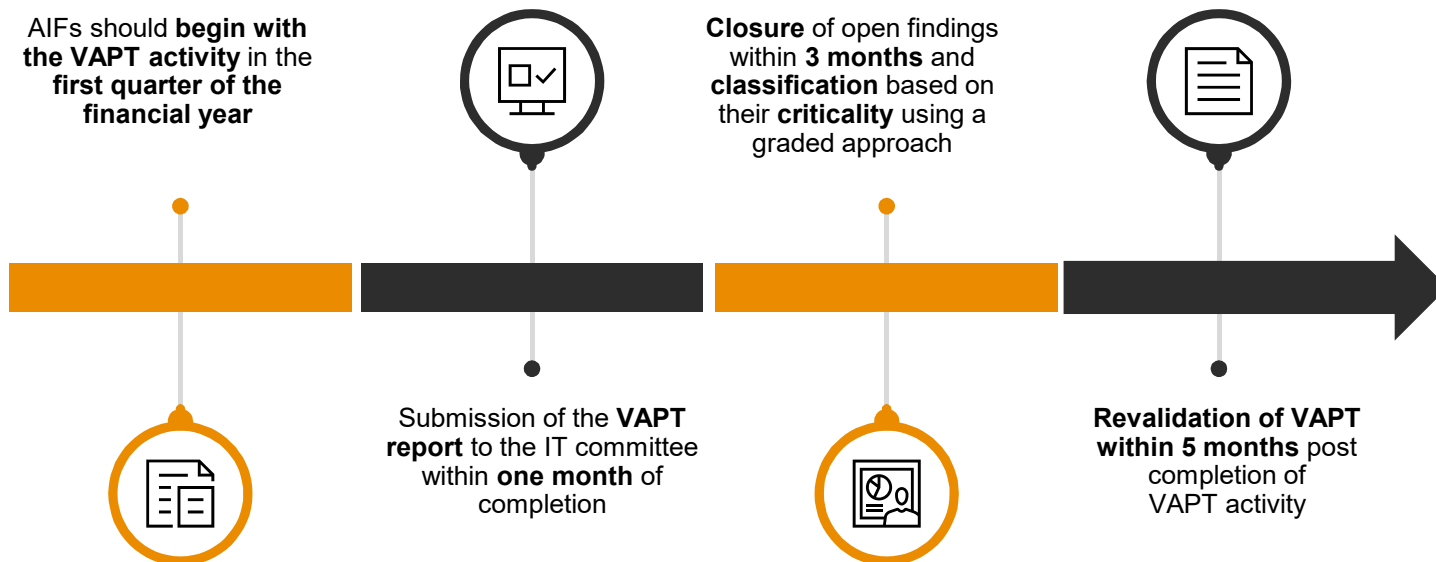 AIFs should begin with
the VAPT activity in the
first quarter of the
financial year
Submission of the VAPT
report to the IT committee
within one month of
completion
Closure of open findings
within 3 months and
classification based on
their criticality using a
graded approach
Revalidation of VAPT
within 5 months post
completion of
VAPT activity